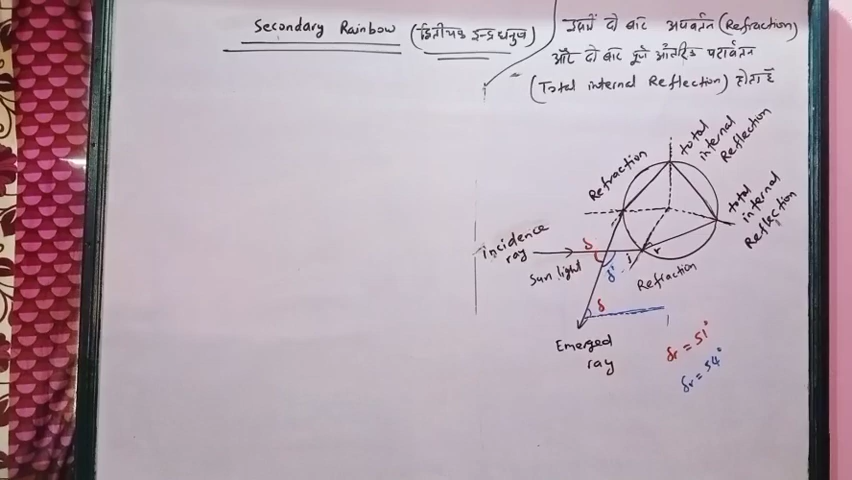 Secondary Rainbow (द्वितीयक इन्द्रधनुष)
इसमें दो बार अपवर्तन (Refraction)
और दो बार पूर्ण आंतरिक परावर्तन
(Total internal Reflection) होता है
total
internal
Reflection
Refraction
total
internal
Reflection
incidence
ray
Sun light
δ
δ'
i
r
Refraction
δ
Emerged
ray
δr = 51°
δv = 54°